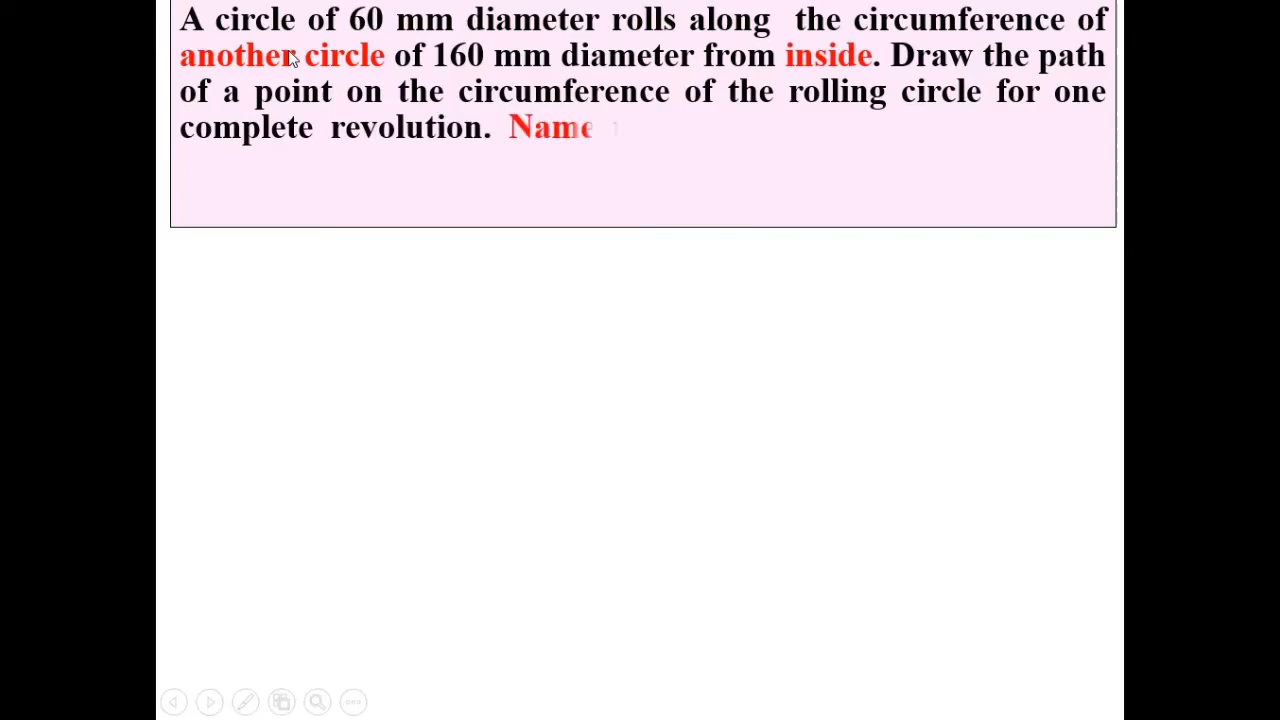 A circle of 60 mm diameter rolls along the circumference of
another circle of 160 mm diameter from inside. Draw the path
of a point on the circumference of the rolling circle for one
complete revolution. Name